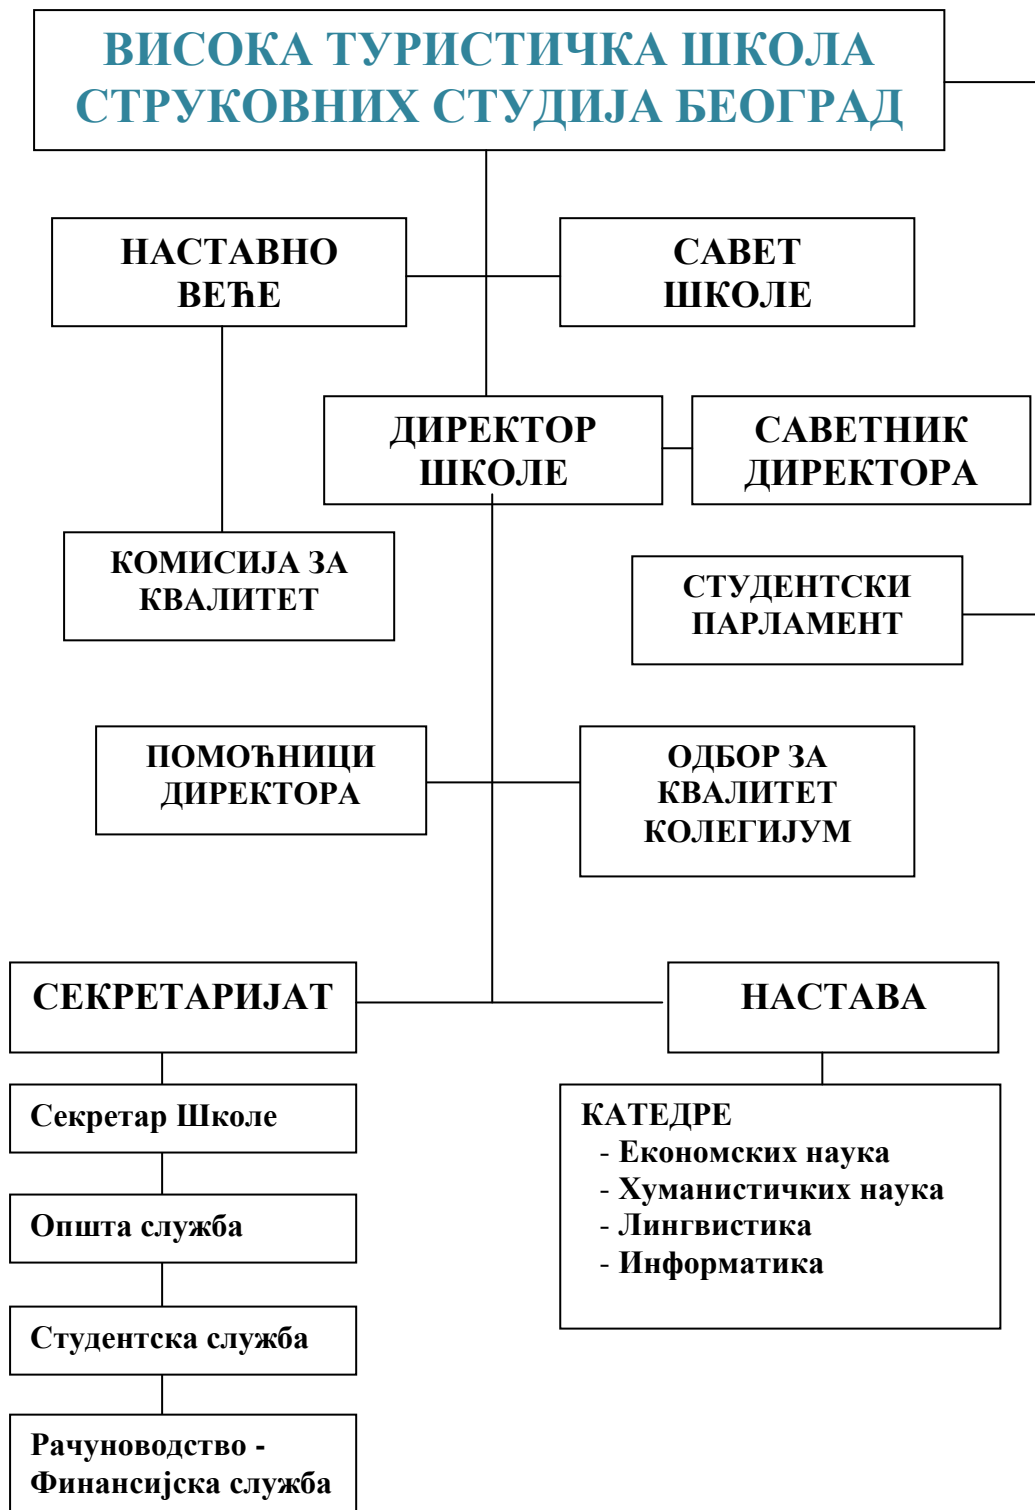 ВИСОКА ТУРИСТИЧКА ШКОЛА
СТРУКОВНИХ СТУДИЈА БЕОГРАД
НАСТАВНО
ВЕЋЕ
САВЕТ
ШКОЛЕ
ДИРЕКТОР
ШКОЛЕ
САВЕТНИК
ДИРЕКТОРА
КОМИСИЈА ЗА
КВАЛИТЕТ
СТУДЕНТСКИ
ПАРЛАМЕНТ
ПОМОЋНИЦИ
ДИРЕКТОРА
ОДБОР ЗА
КВАЛИТЕТ
КОЛЕГИЈУМ
СЕКРЕТАРИЈАТ
НАСТАВА
Секретар Школе
Општа служба
Студентска служба
Рачуноводство -
Финансијска служба
КАТЕДРЕ
- Економских наука
- Хуманистичких наука
- Лингвистика
- Информатика